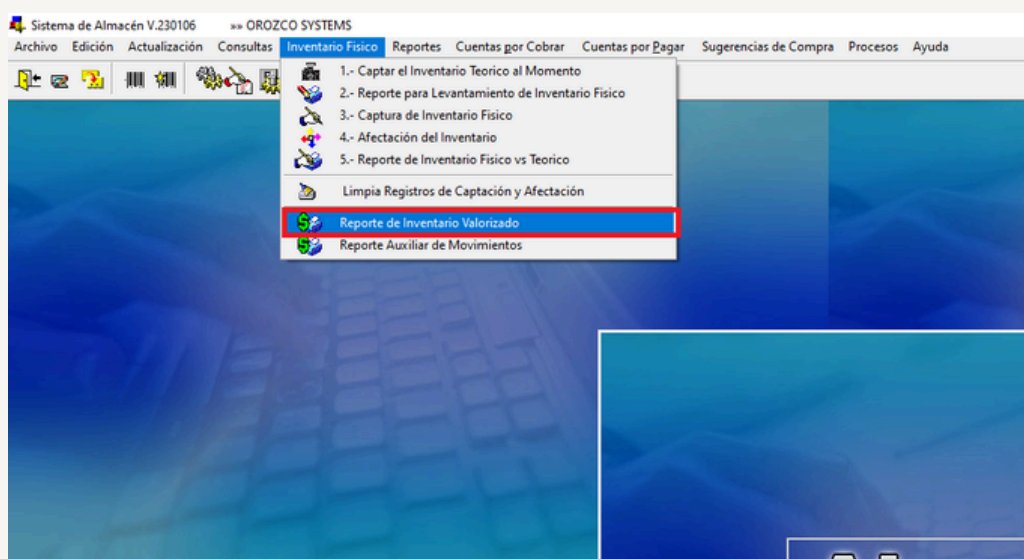 Sistema de Almacén V.230106 »» OROZCO SYSTEMS
Archivo Edición Actualización Consultas Inventario Fisico Reportes Cuentas por Cobrar Cuentas por Pagar Sugerencias de Compra Procesos Ayuda
1.- Captar el Inventario Teorico al Momento
2.- Reporte para Levantamiento de Inventario Fisico
3.- Captura de Inventario Fisico
4.- Afectación del Inventario
5.- Reporte de Inventario Fisico vs Teorico
Limpia Registros de Captación y Afectación
Reporte de Inventario Valorizado
Reporte Auxiliar de Movimientos